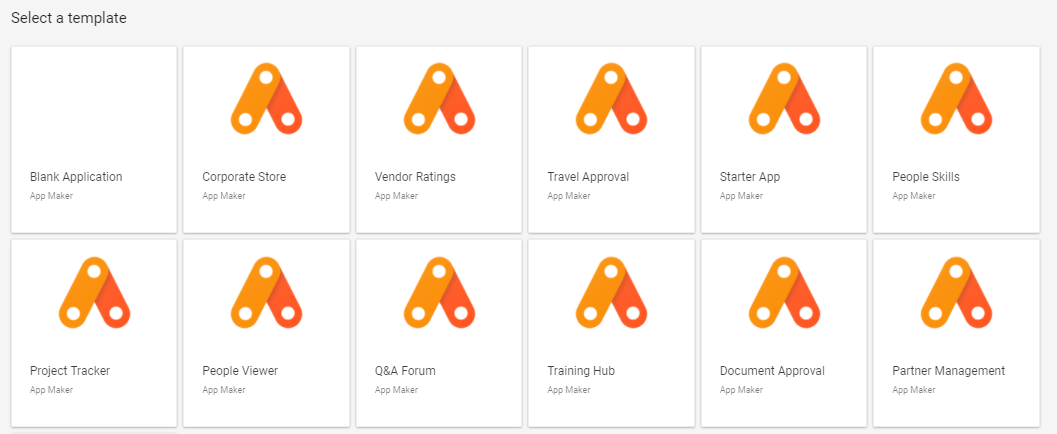 Select a template
Blank Application
App Maker
Corporate Store
App Maker
Vendor Ratings
App Maker
Travel Approval
App Maker
Starter App
App Maker
People Skills
App Maker
Project Tracker
App Maker
People Viewer
App Maker
Q&A Forum
App Maker
Training Hub
App Maker
Document Approval
App Maker
Partner Management
App Maker